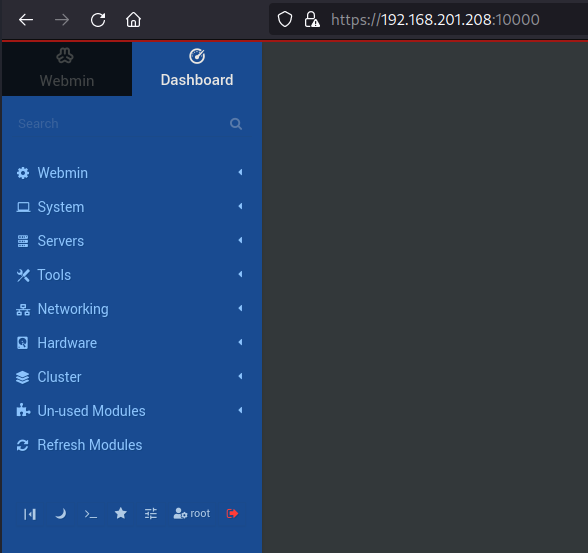 https://192.168.201.208:10000
Webmin
Dashboard
Search
Webmin
System
Servers
Tools
Networking
Hardware
Cluster
Un-used Modules
Refresh Modules
root